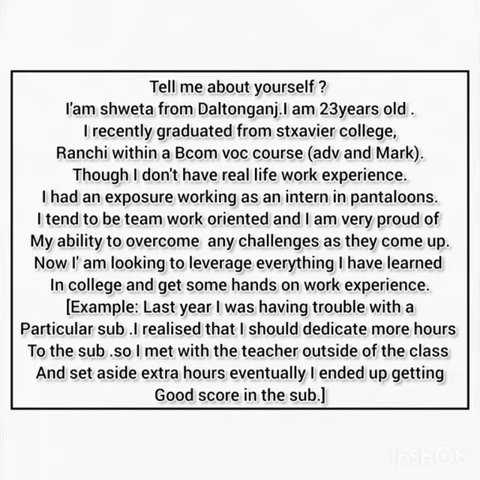 Tell me about yourself ?
I'am shweta from Daltonganj.I am 23years old .
I recently graduated from stxavier college,
Ranchi within a Bcom voc course (adv and Mark).
Though I don't have real life work experience.
I had an exposure working as an intern in pantaloons.
I tend to be team work oriented and I am very proud of
My ability to overcome any challenges as they come up.
Now I' am looking to leverage everything I have learned
In college and get some hands on work experience.
[Example: Last year I was having trouble with a
Particular sub .I realised that I should dedicate more hours
To the sub .so I met with the teacher outside of the class
And set aside extra hours eventually I ended up getting
Good score in the sub.]
InShOt